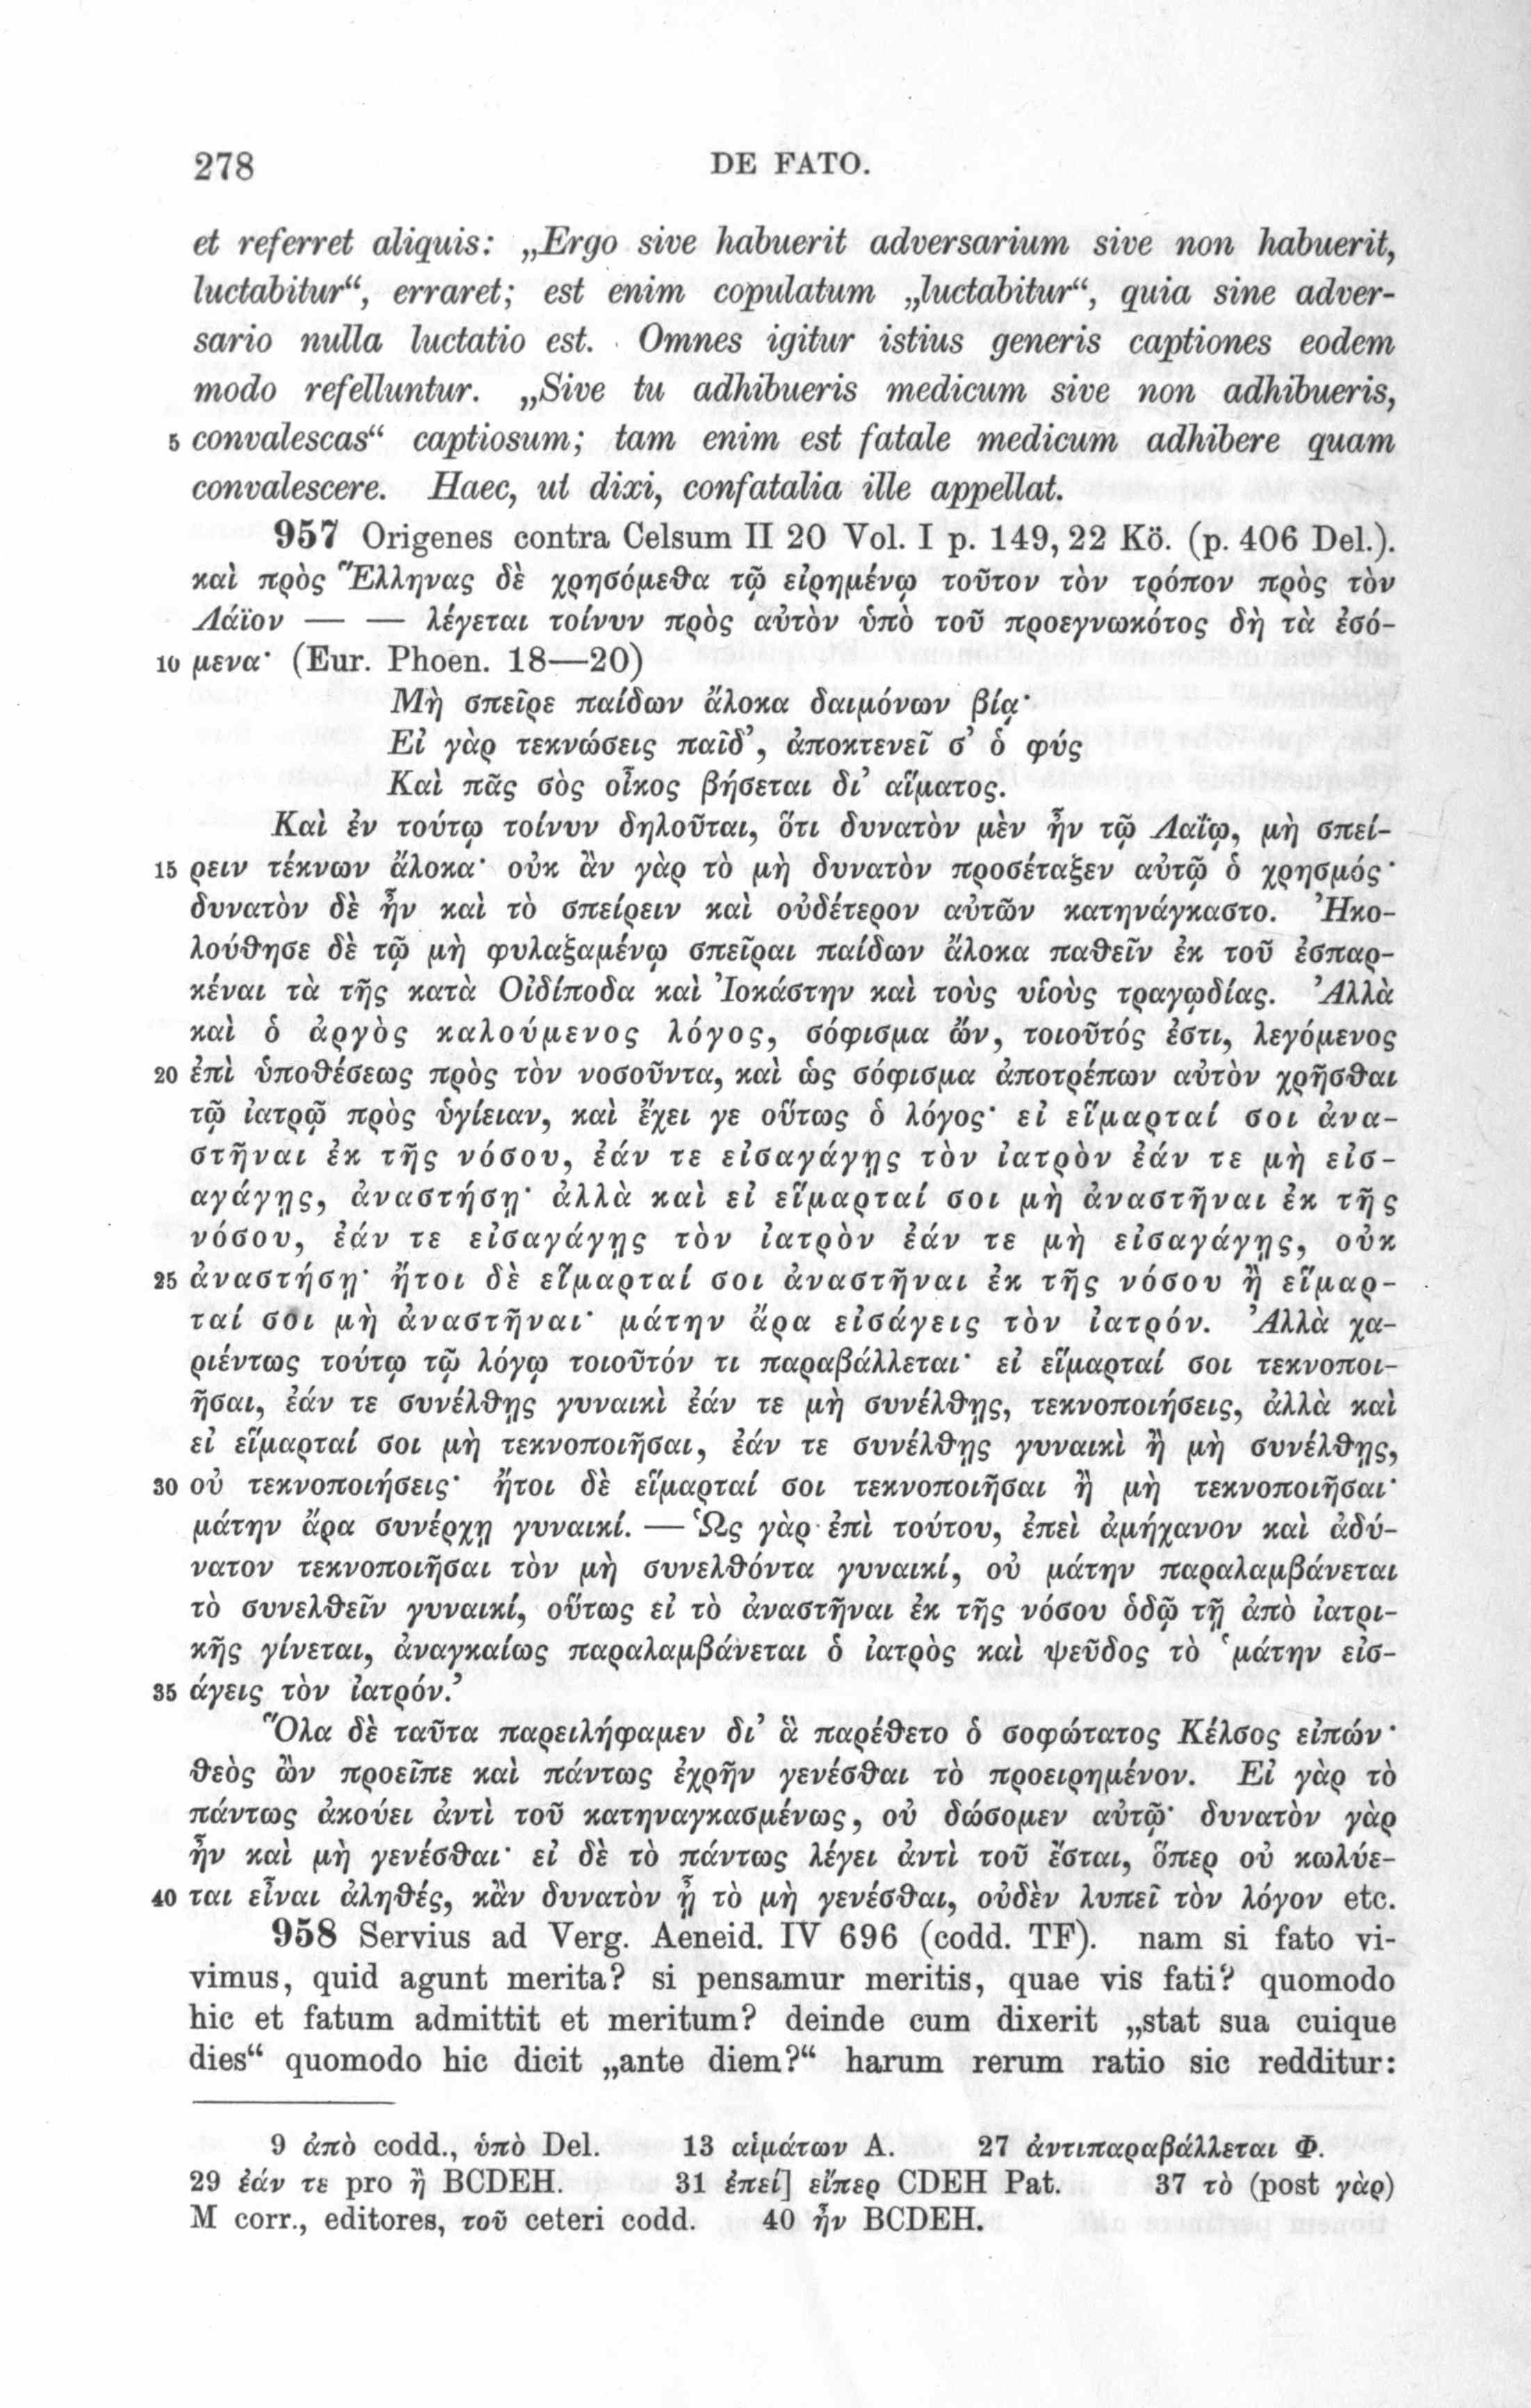 278 DE FATO.
et referret aliquis: „Ergo sive habuerit adversarium sive non habuerit,
luctabitur“, erraret; est enim copulatum „luctabitur“, quia sine adver-
sario nulla luctatio est. Omnes igitur istius generis captiones eodem
modo refelluntur. „Sive tu adhibueris medicum sive non adhibueris,
5 convalescas“ captiosum; tam enim est fatale medicum adhibere quam
convalescere. Haec, ut dixi, confatalia ille appellat.
957 Origenes contra Celsum II 20 Vol. I p. 149, 22 Kö. (p. 406 Del.).
καὶ πρὸς Ἕλληνας δὲ χρησόμεθα τῷ εἰρημένῳ τοῦτον τὸν τρόπον πρὸς τὸν
Λάϊον — — λέγεται τοίνυν πρὸς αὐτὸν ὑπὸ τοῦ προεγνωκότος δὴ τὰ ἐσό-
10 μενα· (Eur. Phoen. 18—20)
Μὴ σπεῖρε παίδων ἄλοκα δαιμόνων βίᾳ·
Εἰ γὰρ τεκνώσεις παῖδ’, ἀποκτενεῖ σ’ ὁ φύς
Καὶ πᾶς σὸς οἶκος βήσεται δι’ αἵματος.
Καὶ ἐν τούτῳ τοίνυν δηλοῦται, ὅτι δυνατὸν μὲν ἦν τῷ Λαΐῳ, μὴ σπεί-
15 ρειν τέκνων ἄλοκα· οὐκ ἂν γὰρ τὸ μὴ δυνατὸν προσέταξεν αὐτῷ ὁ χρησμός·
δυνατὸν δὲ ἦν καὶ τὸ σπείρειν καὶ οὐδέτερον αὐτῶν κατηνάγκαστο. Ἠκο-
λούθησε δὲ τῷ μὴ φυλαξαμένῳ σπεῖραι παίδων ἄλοκα παθεῖν ἐκ τοῦ ἐσπαρ-
κέναι τὰ τῆς κατὰ Οἰδίποδα καὶ Ἰοκάστην καὶ τοὺς υἱοὺς τραγῳδίας. Ἀλλὰ
καὶ ὁ ἀργὸς καλούμενος λόγος, σόφισμα ὤν, τοιοῦτός ἐστι, λεγόμενος
20 ἐπὶ ὑποθέσεως πρὸς τὸν νοσοῦντα, καὶ ὡς σόφισμα ἀποτρέπων αὐτὸν χρῆσθαι
τῷ ἰατρῷ πρὸς ὑγίειαν, καὶ ἔχει γε οὕτως ὁ λόγος· εἰ εἵμαρταί σοι ἀνα-
στῆναι ἐκ τῆς νόσου, ἐάν τε εἰσαγάγῃς τὸν ἰατρὸν ἐάν τε μὴ εἰσ-
αγάγῃς, ἀναστήσῃ· ἀλλὰ καὶ εἰ εἵμαρταί σοι μὴ ἀναστῆναι ἐκ τῆς
νόσου, ἐάν τε εἰσαγάγῃς τὸν ἰατρὸν ἐάν τε μὴ εἰσαγάγῃς, οὐκ
25 ἀναστήσῃ· ἤτοι δὲ εἵμαρταί σοι ἀναστῆναι ἐκ τῆς νόσου ἢ εἵμαρ-
ταί σοι μὴ ἀναστῆναι· μάτην ἄρα εἰσάγεις τὸν ἰατρόν. Ἀλλὰ χα-
ριέντως τούτῳ τῷ λόγῳ τοιοῦτόν τι παραβάλλεται· εἰ εἵμαρταί σοι τεκνοποι-
ῆσαι, ἐάν τε συνέλθῃς γυναικὶ ἐάν τε μὴ συνέλθῃς, τεκνοποιήσεις, ἀλλὰ καὶ
εἰ εἵμαρταί σοι μὴ τεκνοποιῆσαι, ἐάν τε συνέλθῃς γυναικὶ ἢ μὴ συνέλθῃς,
30 οὐ τεκνοποιήσεις· ἤτοι δὲ εἵμαρταί σοι τεκνοποιῆσαι ἢ μὴ τεκνοποιῆσαι·
μάτην ἄρα συνέρχῃ γυναικί. — Ὡς γὰρ ἐπὶ τούτου, ἐπεὶ ἀμήχανον καὶ ἀδύ-
νατον τεκνοποιῆσαι τὸν μὴ συνελθόντα γυναικί, οὐ μάτην παραλαμβάνεται
τὸ συνελθεῖν γυναικί, οὕτως εἰ τὸ ἀναστῆναι ἐκ τῆς νόσου ὁδῷ τῇ ἀπὸ ἰατρι-
κῆς γίνεται, ἀναγκαίως παραλαμβάνεται ὁ ἰατρὸς καὶ ψεῦδος τὸ ‘μάτην εἰσ-
35 άγεις τὸν ἰατρόν.’
Ὅλα δὲ ταῦτα παρειλήφαμεν δι’ ἃ παρέθετο ὁ σοφώτατος Κέλσος εἰπών·
θεὸς ὢν προεῖπε καὶ πάντως ἐχρῆν γενέσθαι τὸ προειρημένον. Εἰ γὰρ τὸ
πάντως ἀκούει ἀντὶ τοῦ κατηναγκασμένως, οὐ δώσομεν αὐτῷ· δυνατὸν γὰρ
ἦν καὶ μὴ γενέσθαι· εἰ δὲ τὸ πάντως λέγει ἀντὶ τοῦ ἔσται, ὅπερ οὐ κωλύε-
40 ται εἶναι ἀληθές, κἂν δυνατὸν ᾖ τὸ μὴ γενέσθαι, οὐδὲν λυπεῖ τὸν λόγον etc.
958 Servius ad Verg. Aeneid. IV 696 (codd. TF). nam si fato vi-
vimus, quid agunt merita? si pensamur meritis, quae vis fati? quomodo
hic et fatum admittit et meritum? deinde cum dixerit „stat sua cuique
dies“ quomodo hic dicit „ante diem?“ harum rerum ratio sic redditur:
9 ἀπὸ codd., ὑπὸ Del. 13 αἱμάτων A. 27 ἀντιπαραβάλλεται Φ.
29 ἐάν τε pro ἢ BCDEH. 31 ἐπεί] εἴπερ CDEH Pat. 37 τὸ (post γὰρ)
M corr., editores, τοῦ ceteri codd. 40 ἦν BCDEH.